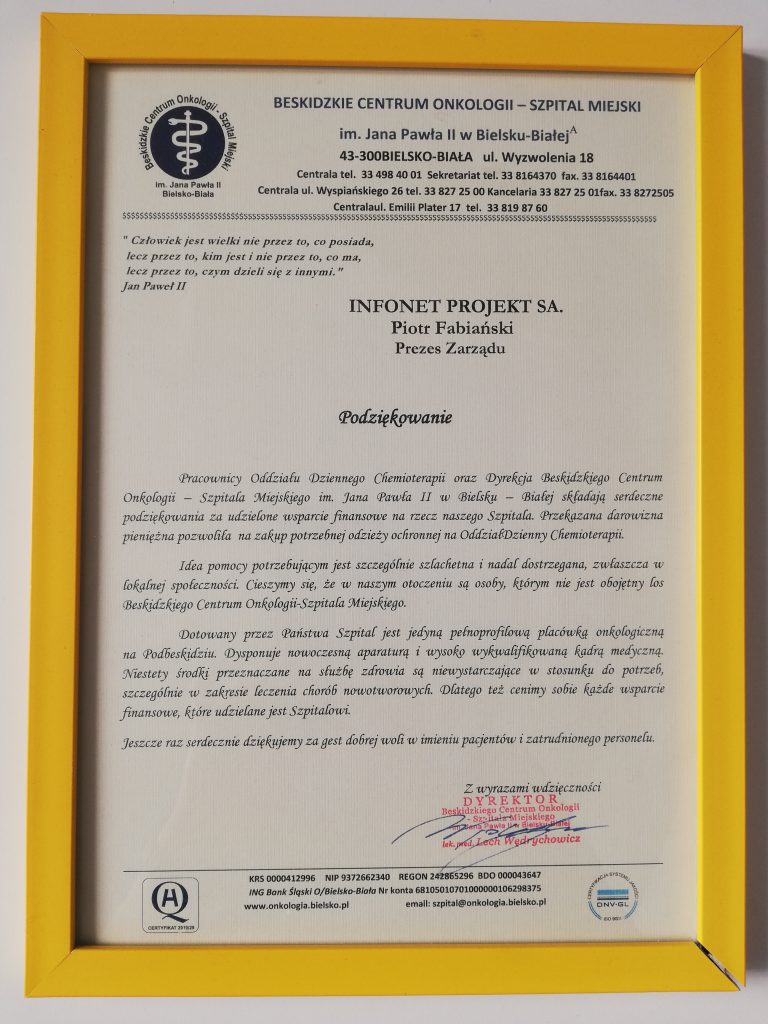 Beskidzkie Centrum Onkologii - Szpital Miejski
im. Jana Pawła II
Bielsko-Biała
BESKIDZKIE CENTRUM ONKOLOGII – SZPITAL MIEJSKI
im. Jana Pawła II w Bielsku-Białej A
43-300BIELSKO-BIAŁA ul. Wyzwolenia 18
Centrala tel. 33 498 40 01 Sekretariat tel. 33 8164370 fax. 33 8164401
Centrala ul. Wyspiańskiego 26 tel. 33 827 25 00 Kancelaria 33 827 25 01fax. 33 8272505
Centralaul. Emilii Plater 17 tel. 33 819 87 60
" Człowiek jest wielki nie przez to, co posiada,
lecz przez to, kim jest i nie przez to, co ma,
lecz przez to, czym dzieli się z innymi."
Jan Paweł II
INFONET PROJEKT SA.
Piotr Fabiański
Prezes Zarządu
Podziękowanie
Pracownicy Oddziału Dziennego Chemioterapii oraz Dyrekcja Beskidzkiego Centrum
Onkologii – Szpitala Miejskiego im. Jana Pawła II w Bielsku – Białej składają serdeczne
podziękowania za udzielone wsparcie finansowe na rzecz naszego Szpitala. Przekazana darowizna
pieniężna pozwoliła na zakup potrzebnej odzieży ochronnej na OddziałDzienny Chemioterapii.
Idea pomocy potrzebującym jest szczególnie szlachetna i nadal dostrzegana, zwłaszcza w
lokalnej społeczności. Cieszymy się, że w naszym otoczeniu są osoby, którym nie jest obojętny los
Beskidzkiego Centrum Onkologii-Szpitala Miejskiego.
Dotowany przez Państwa Szpital jest jedyną pełnoprofilową placówką onkologiczną
na Podbeskidziu. Dysponuje nowoczesną aparaturą i wysoko wykwalifikowaną kadrą medyczną.
Niestety środki przeznaczane na służbę zdrowia są niewystarczające w stosunku do potrzeb,
szczególnie w zakresie leczenia chorób nowotworowych. Dlatego też cenimy sobie każde wsparcie
finansowe, które udzielane jest Szpitalowi.
Jeszcze raz serdecznie dziękujemy za gest dobrej woli w imieniu pacjentów i zatrudnionego personelu.
Z wyrazami wdzięczności
DYREKTOR
Beskidzkiego Centrum Onkologii
- Szpitala Miejskiego
im. Jana Pawła II w Bielsku-Białej
lek. med. Lech Wędrychowicz
KRS 0000412996 NIP 9372662340 REGON 242865296 BDO 000043647
ING Bank Śląski O/Bielsko-Biała Nr konta 68105010701000000106298375
www.onkologia.bielsko.pl email: szpital@onkologia.bielsko.pl
CERTYFIKAT 2019/29
CERTYFIKACJA SYSTEMU JAKOŚCI
DNV·GL
ISO 9001